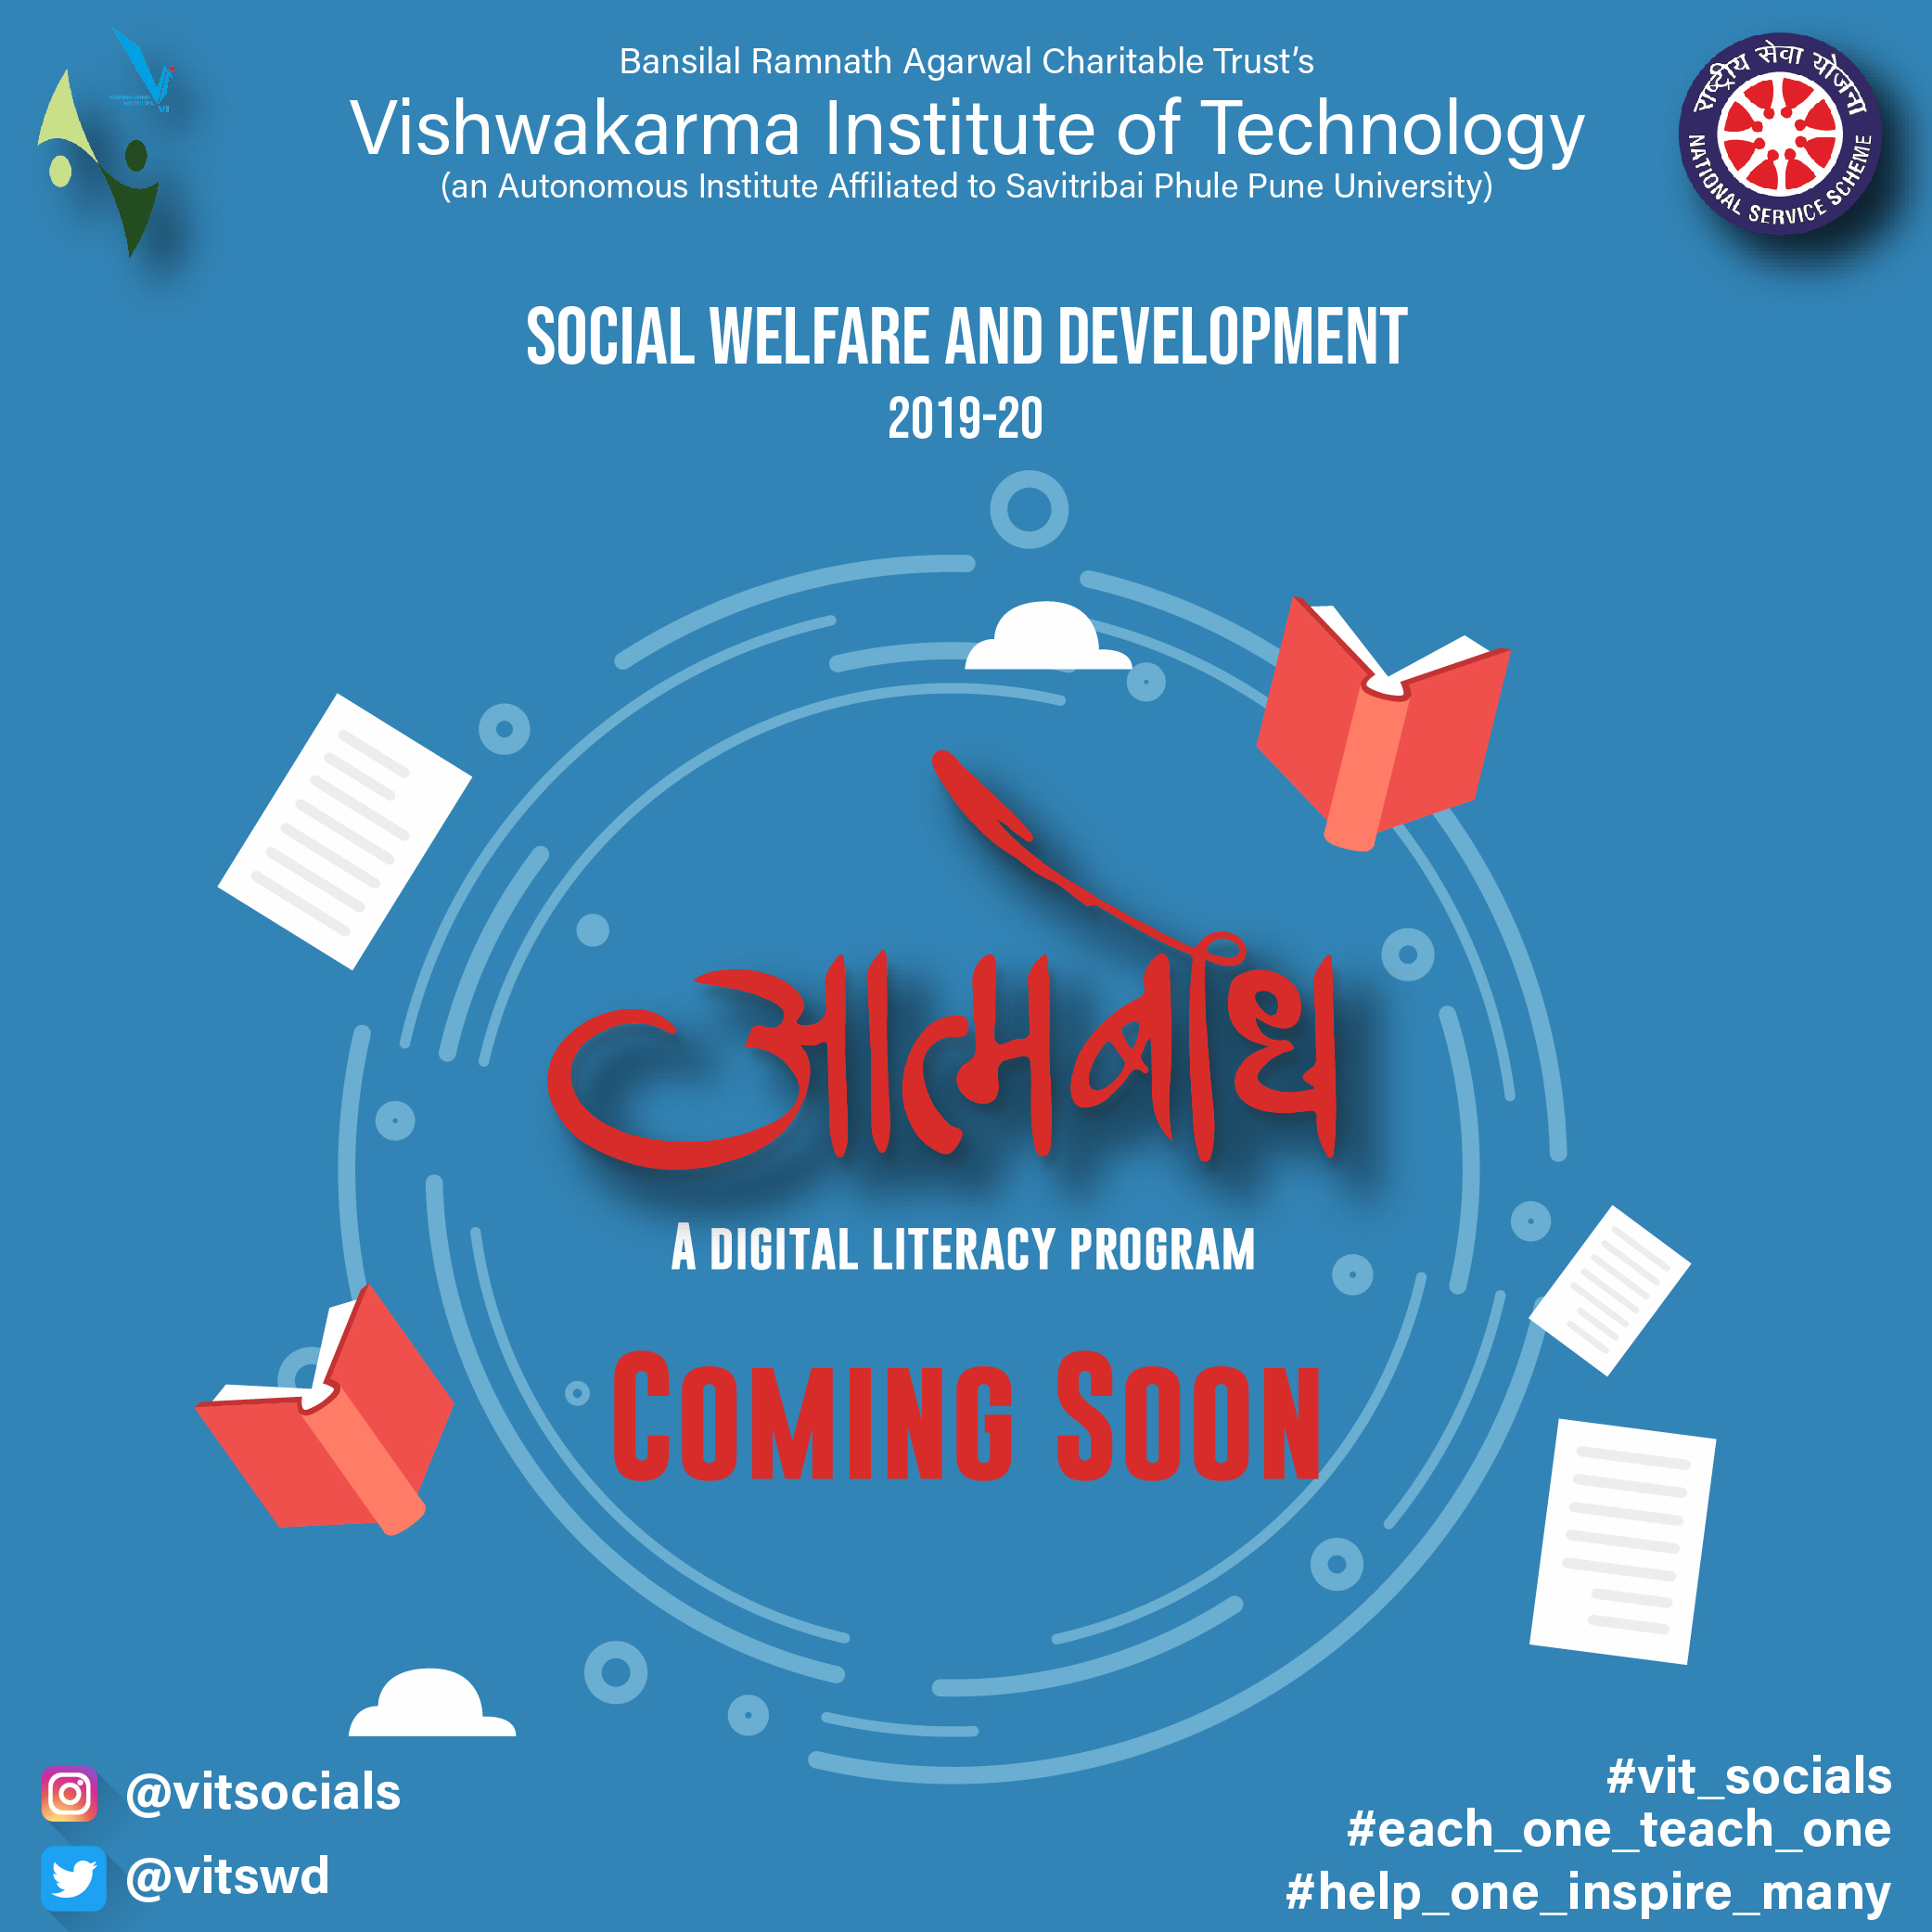 Bansilal Ramnath Agarwal Charitable Trust's
Vishwakarma Institute of Technology
(an Autonomous Institute Affiliated to Savitribai Phule Pune University)
राष्ट्रीय सेवा योजना
NATIONAL SERVICE SCHEME
SOCIAL WELFARE AND DEVELOPMENT
2019-20
आत्मबोध
A DIGITAL LITERACY PROGRAM
COMING SOON
@vitsocials
@vitswd
#vit_socials
#each_one_teach_one
#help_one_inspire_many